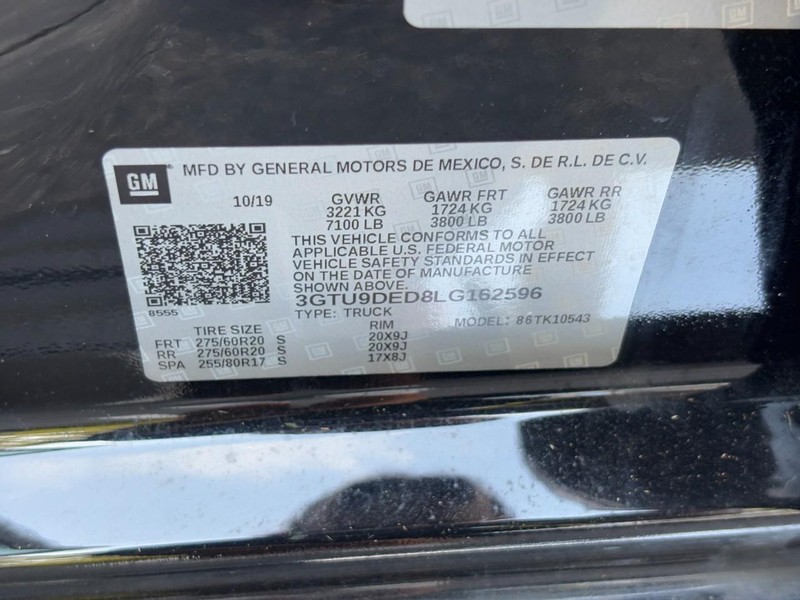 GM MFD BY GENERAL MOTORS DE MEXICO, S. DE R.L. DE C.V.
10/19 GVWR GAWR FRT GAWR RR
3221 KG 1724 KG 1724 KG
7100 LB 3800 LB 3800 LB
THIS VEHICLE CONFORMS TO ALL
APPLICABLE U.S. FEDERAL MOTOR
VEHICLE SAFETY STANDARDS IN EFFECT
ON THE DATE OF MANUFACTURE
SHOWN ABOVE.
3GTU9DED8LG162596
8555 TYPE: TRUCK MODEL: 86TK10543
TIRE SIZE RIM
FRT 275/60R20 S 20X9J
RR 275/60R20 S 20X9J
SPA 255/80R17 S 17X8J